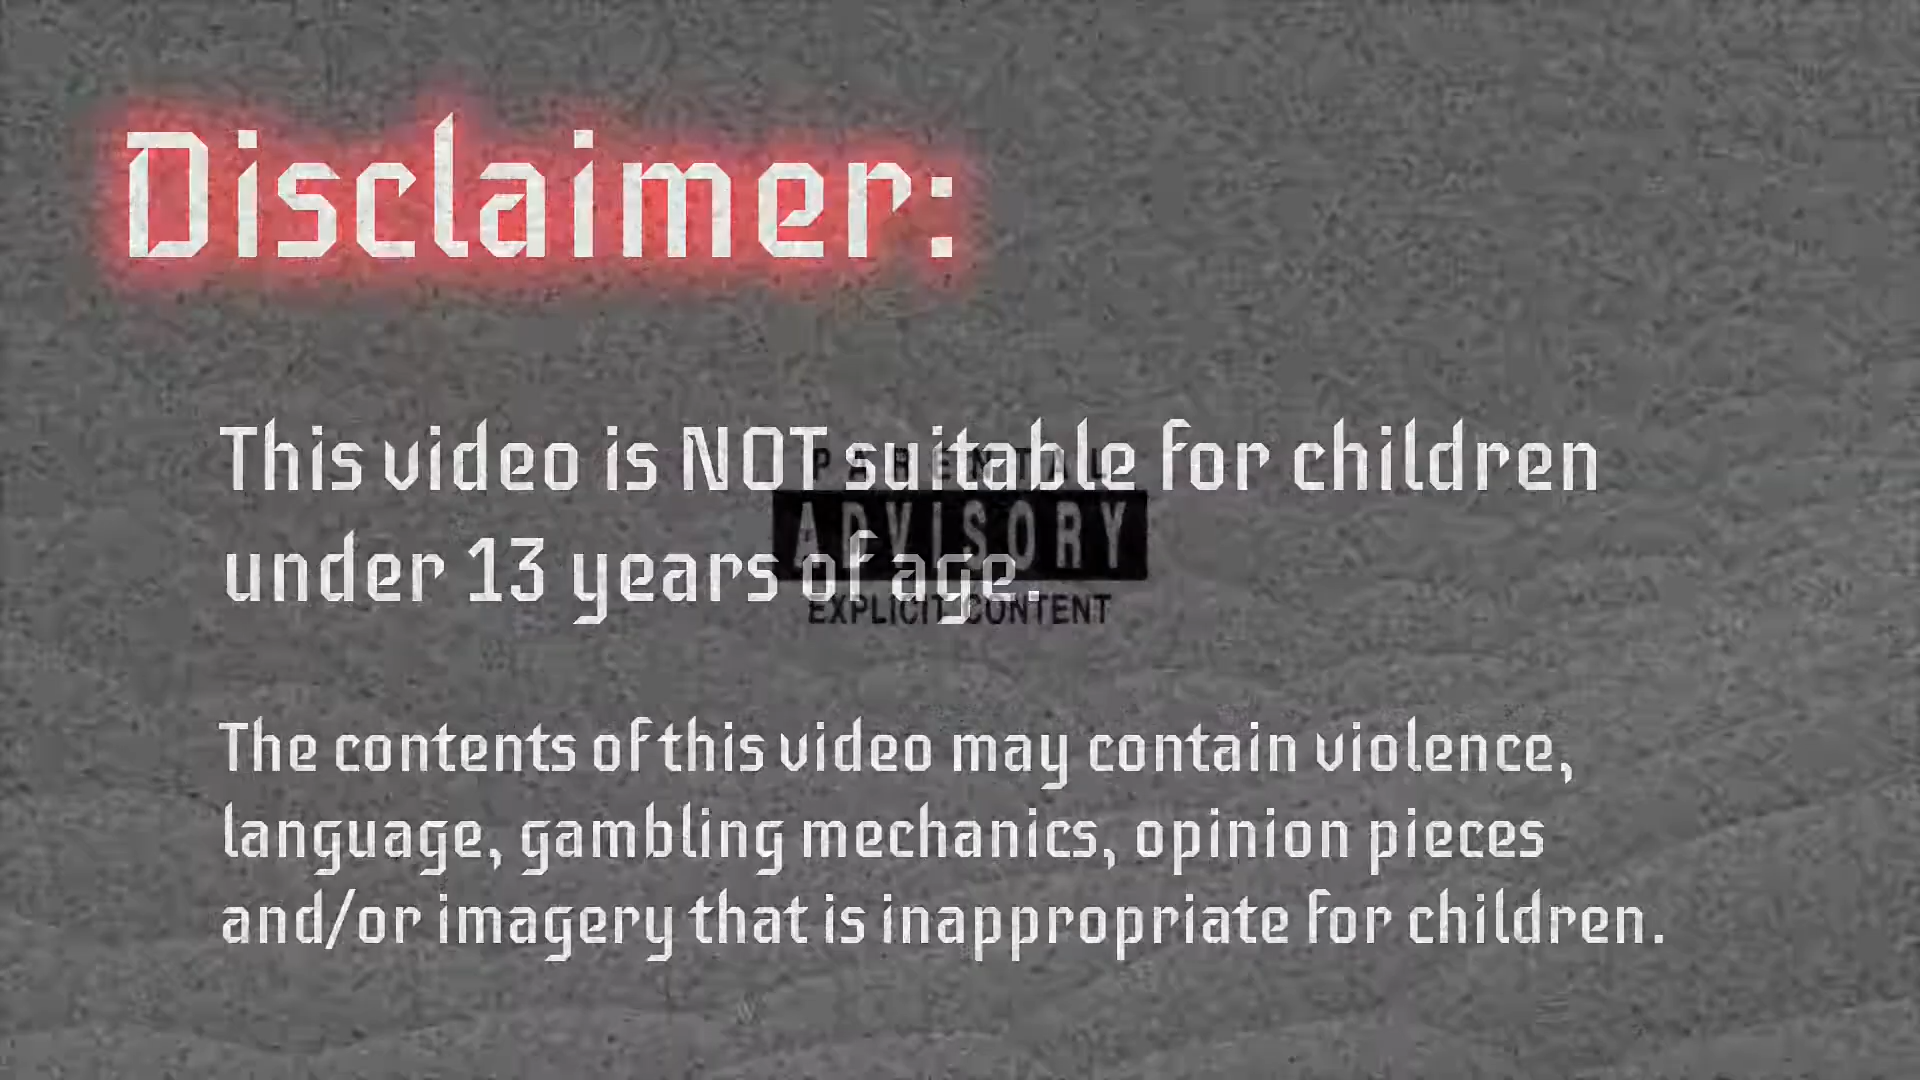 Disclaimer:
This video is NOT suitable for children
under 13 years of age.
PARENTAL
ADVISORY
EXPLICIT CONTENT
The contents of this video may contain violence,
language, gambling mechanics, opinion pieces
and/or imagery that is inappropriate for children.